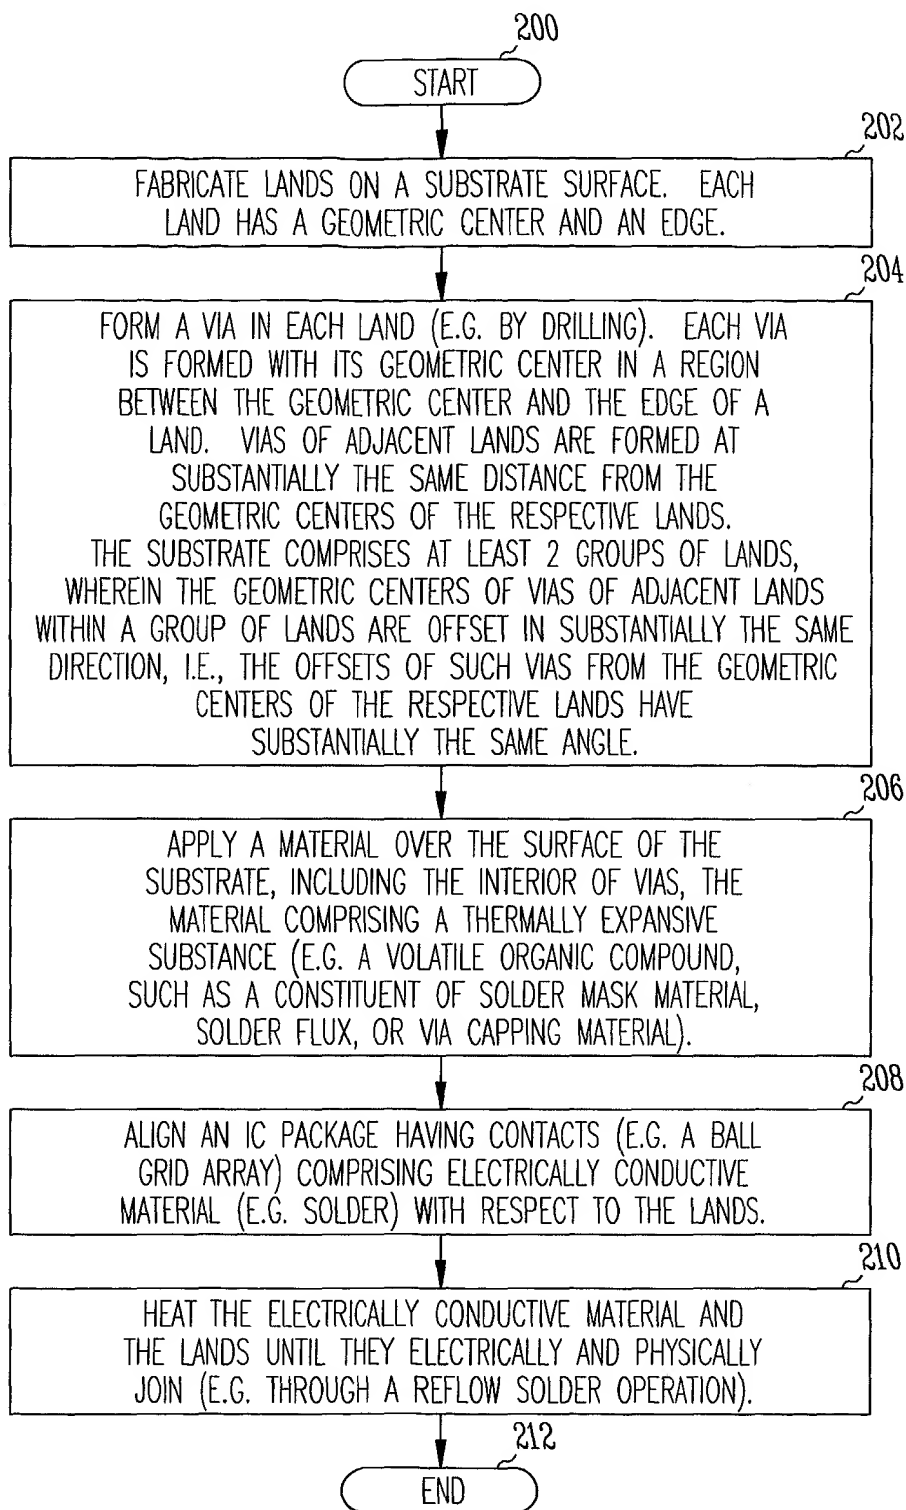 200
START
202
FABRICATE LANDS ON A SUBSTRATE SURFACE. EACH
LAND HAS A GEOMETRIC CENTER AND AN EDGE.
204
FORM A VIA IN EACH LAND (E.G. BY DRILLING). EACH VIA
IS FORMED WITH ITS GEOMETRIC CENTER IN A REGION
BETWEEN THE GEOMETRIC CENTER AND THE EDGE OF A
LAND. VIAS OF ADJACENT LANDS ARE FORMED AT
SUBSTANTIALLY THE SAME DISTANCE FROM THE
GEOMETRIC CENTERS OF THE RESPECTIVE LANDS.
THE SUBSTRATE COMPRISES AT LEAST 2 GROUPS OF LANDS,
WHEREIN THE GEOMETRIC CENTERS OF VIAS OF ADJACENT LANDS
WITHIN A GROUP OF LANDS ARE OFFSET IN SUBSTANTIALLY THE SAME
DIRECTION, I.E., THE OFFSETS OF SUCH VIAS FROM THE GEOMETRIC
CENTERS OF THE RESPECTIVE LANDS HAVE
SUBSTANTIALLY THE SAME ANGLE.
206
APPLY A MATERIAL OVER THE SURFACE OF THE
SUBSTRATE, INCLUDING THE INTERIOR OF VIAS, THE
MATERIAL COMPRISING A THERMALLY EXPANSIVE
SUBSTANCE (E.G. A VOLATILE ORGANIC COMPOUND,
SUCH AS A CONSTITUENT OF SOLDER MASK MATERIAL,
SOLDER FLUX, OR VIA CAPPING MATERIAL).
208
ALIGN AN IC PACKAGE HAVING CONTACTS (E.G. A BALL
GRID ARRAY) COMPRISING ELECTRICALLY CONDUCTIVE
MATERIAL (E.G. SOLDER) WITH RESPECT TO THE LANDS.
210
HEAT THE ELECTRICALLY CONDUCTIVE MATERIAL AND
THE LANDS UNTIL THEY ELECTRICALLY AND PHYSICALLY
JOIN (E.G. THROUGH A REFLOW SOLDER OPERATION).
212
END